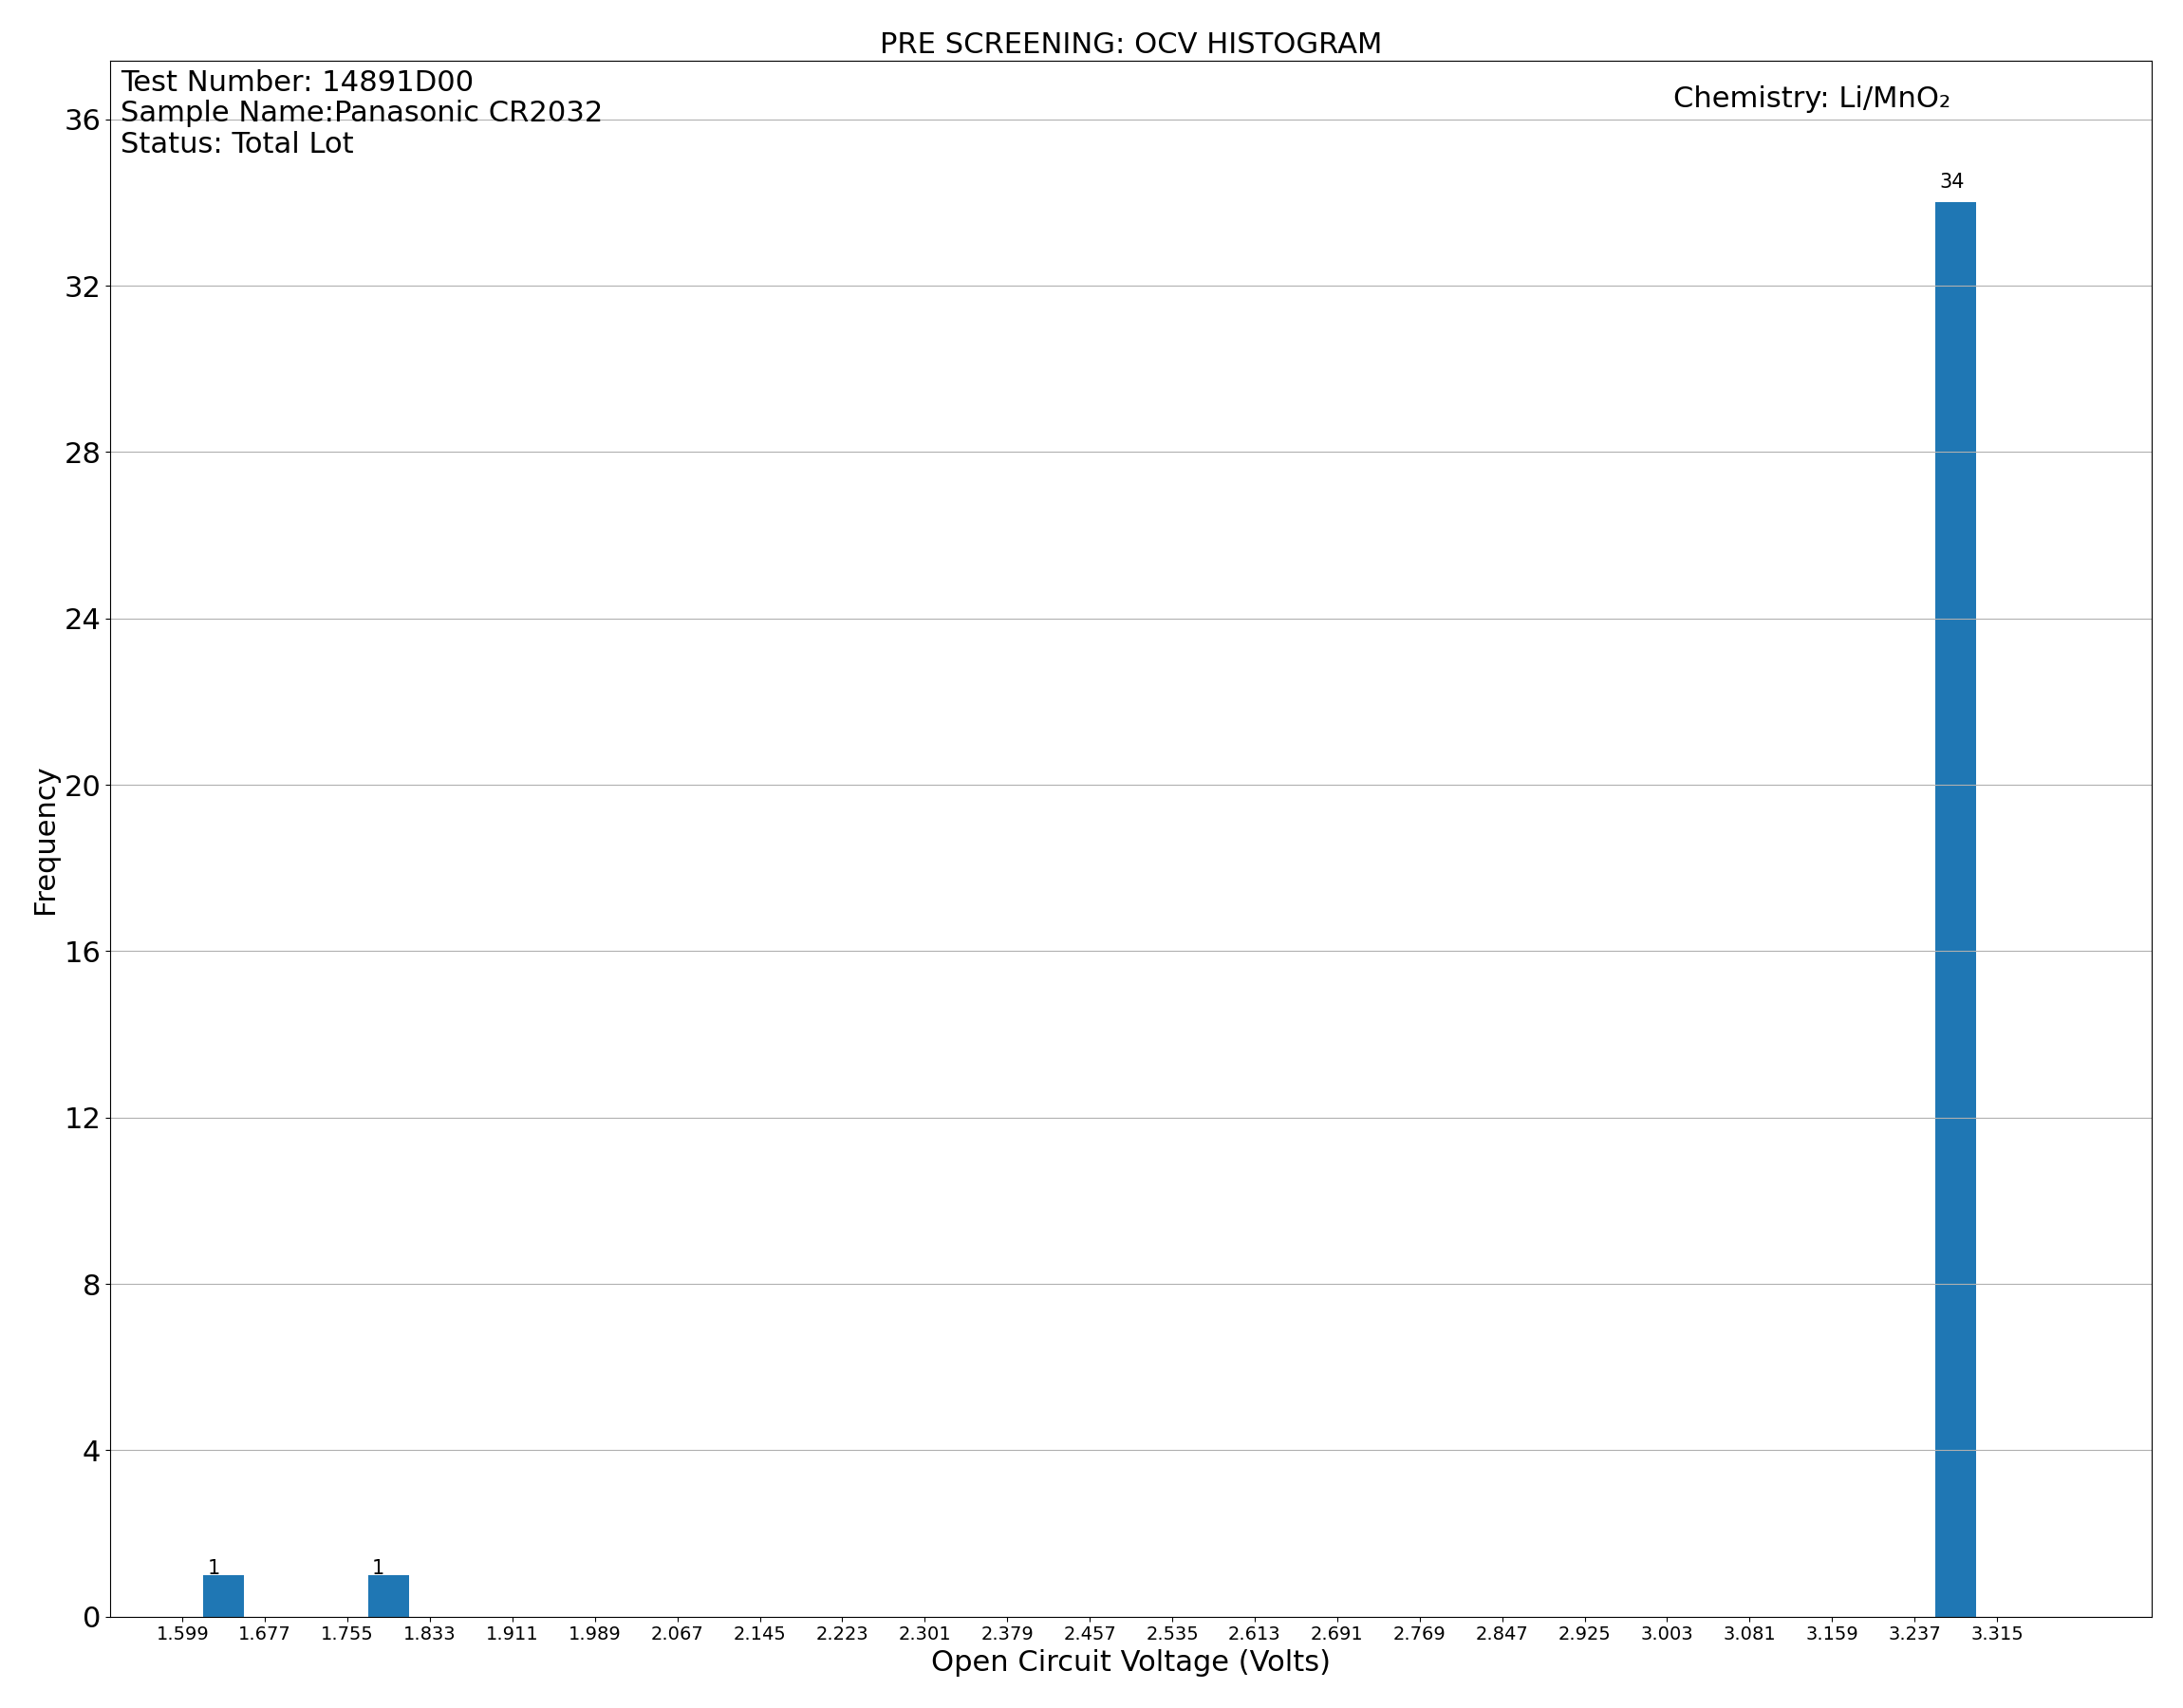 PRE SCREENING: OCV HISTOGRAM
Test Number: 14891D00
Sample Name:Panasonic CR2032
Status: Total Lot
Chemistry: Li/MnO₂
36
32
28
24
20
16
12
8
4
0
Frequency
1
1
34
1.599 1.677 1.755 1.833 1.911 1.989 2.067 2.145 2.223 2.301 2.379 2.457 2.535 2.613 2.691 2.769 2.847 2.925 3.003 3.081 3.159 3.237 3.315
Open Circuit Voltage (Volts)